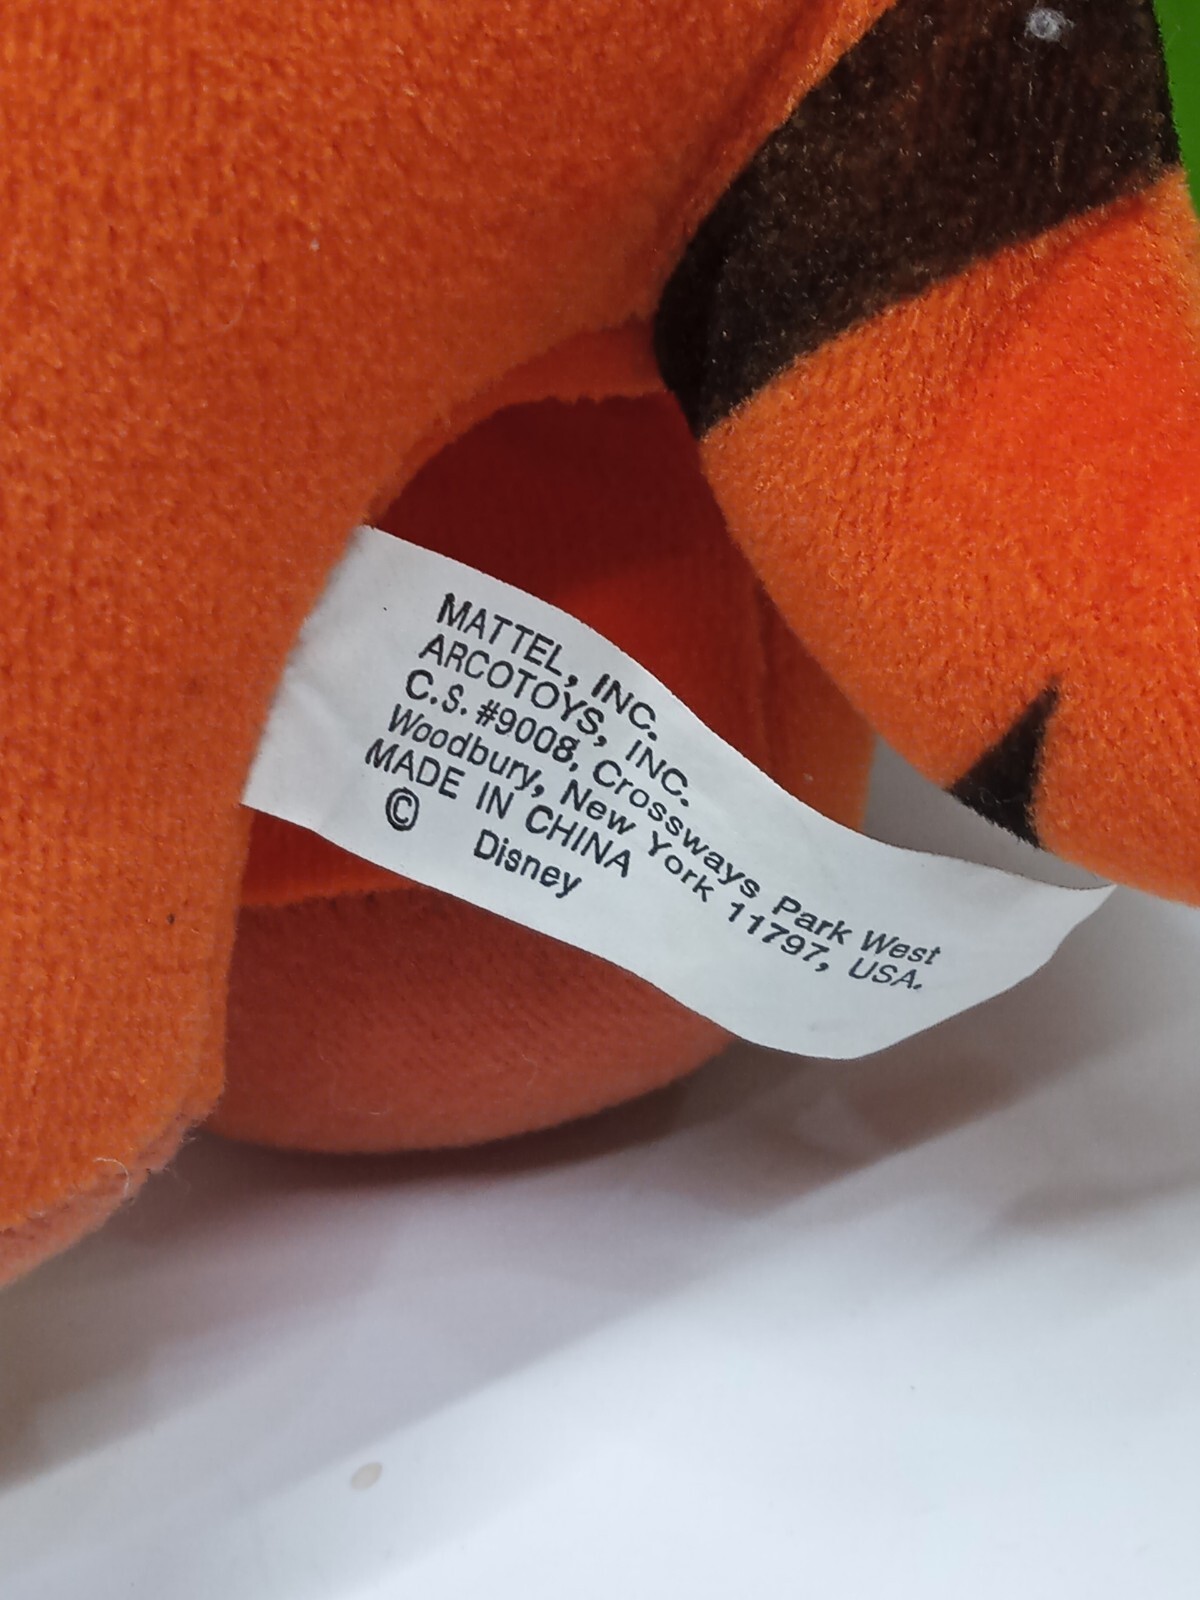 MATTEL, INC.
ARCOTOYS, INC.
C.S. #9008, Crossways Park West
Woodbury, New York 11797, USA.
MADE IN CHINA
© Disney